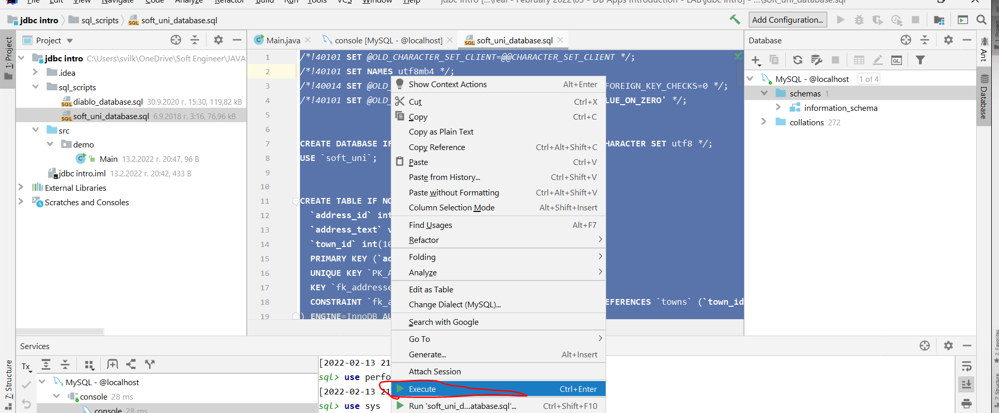 File Edit View Navigate Code Analyze Refactor Build Run Tools VCS Window Help jdbc intro [...\Year - February 2022\03 - DB Apps Introduction - LAB\jdbc intro] - ...\soft_uni_database.sql
jdbc intro sql_scripts soft_uni_database.sql Add Configuration...
1: Project
Project
jdbc intro C:\Users\svilk\OneDrive\Soft Engineer\JAVA
.idea
sql_scripts
diablo_database.sql 30.9.2020 г. 15:30, 119,82 kB
soft_uni_database.sql 6.9.2018 г. 3:16, 76,96 kB
src
demo
Main 13.2.2022 г. 20:47, 96 B
jdbc intro.iml 13.2.2022 г. 20:42, 433 B
External Libraries
Scratches and Consoles
Main.java console [MySQL - @localhost] soft_uni_database.sql
1 /*!40101 SET @OLD_CHARACTER_SET_CLIENT=@@CHARACTER_SET_CLIENT */;
2 /*!40101 SET NAMES utf8mb4 */;
3 /*!40014 SET @OLD_ FOREIGN_KEY_CHECKS=0 */;
4 /*!40101 SET @OLD_ LUE_ON_ZERO' */;
5
6
7 CREATE DATABASE IF HARACTER SET utf8 */;
8 USE `soft_uni`;
9
10
11 CREATE TABLE IF NO
12 `address_id` int
13 `address_text` v
14 `town_id` int(10
15 PRIMARY KEY (`ad
16 UNIQUE KEY `PK_A
17 KEY `fk_addresse
18 CONSTRAINT `fk_a EFERENCES `towns` (`town_id
19 ) ENGINE=InnoDB AU
Show Context Actions Alt+Enter
Cut Ctrl+X
Copy Ctrl+C
Copy as Plain Text
Copy Reference Ctrl+Alt+Shift+C
Paste Ctrl+V
Paste from History... Ctrl+Shift+V
Paste without Formatting Ctrl+Alt+Shift+V
Column Selection Mode Alt+Shift+Insert
Find Usages Alt+F7
Refactor
Folding
Analyze
Edit as Table
Change Dialect (MySQL)...
Search with Google
Go To
Generate... Alt+Insert
Attach Session
Execute Ctrl+Enter
Run 'soft_uni_d...atabase.sql'... Ctrl+Shift+F10
Database
QL
MySQL - @localhost 1 of 4
schemas 1
information_schema
collations 272
Ant
Database
Services
Tx
MySQL - @localhost
console 28 ms
console 28 ms
[2022-02-13 21
sql> use perfo
[2022-02-13 21
sql> use sys
7: Structure
1: Project
2: Favorites
7: Structure